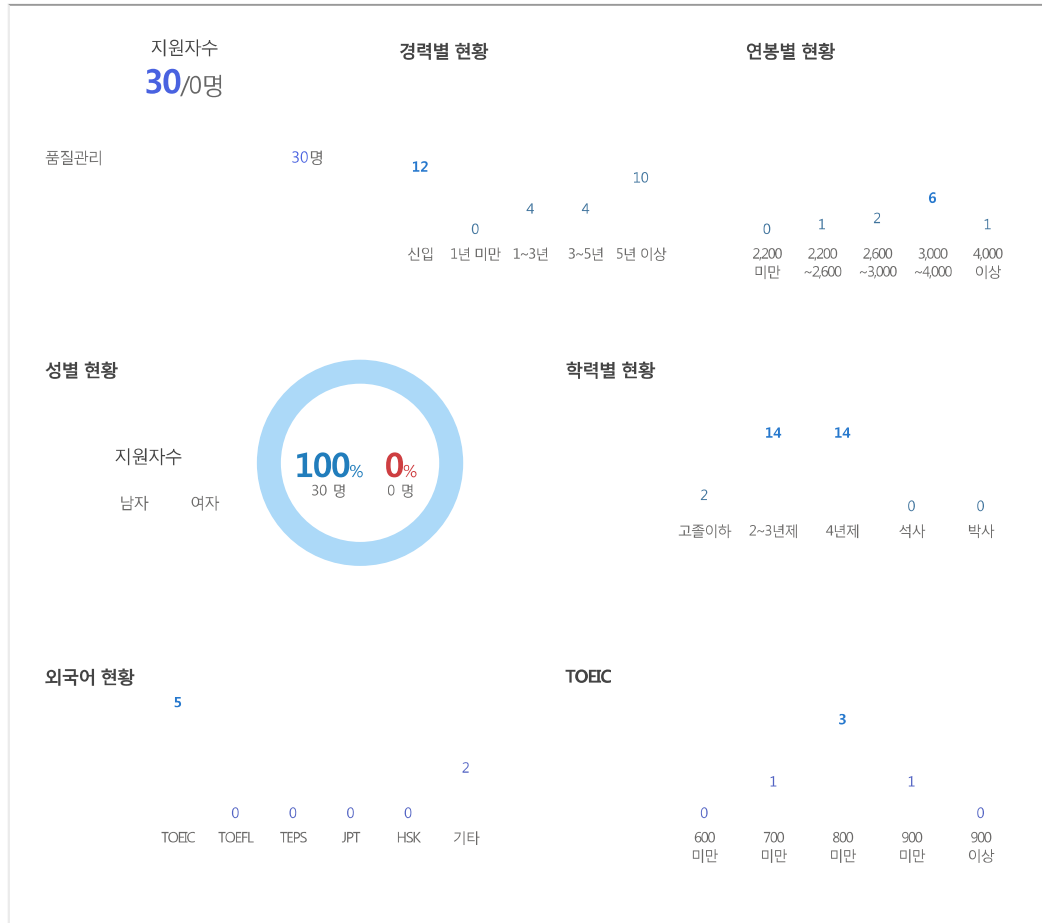 지원자수
30/0명
품질관리 30명
경력별 현황
12 0 4 4 10
신입 1년 미만 1~3년 3~5년 5년 이상
연봉별 현황
0 1 2 6 1
2,200 2,200 2,600 3,000 4,000
미만 ~2,600 ~3,000 ~4,000 이상
성별 현황
지원자수
남자 여자
100% 0%
30 명 0 명
학력별 현황
2 14 14 0 0
고졸이하 2~3년제 4년제 석사 박사
외국어 현황
5 0 0 0 0 2
TOEIC TOEFL TEPS JPT HSK 기타
TOEIC
0 1 3 1 0
600 700 800 900 900
미만 미만 미만 미만 이상